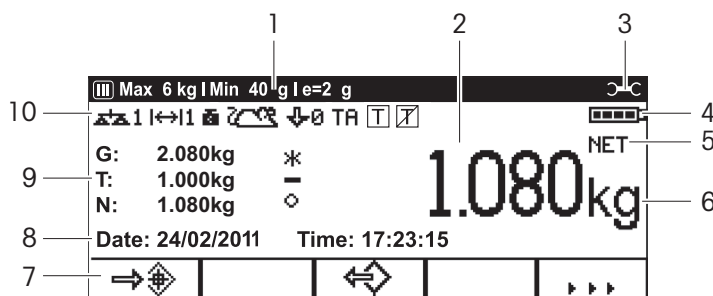 1 2 3
III Max 6 kg I Min 40 g I e=2 g
10 1 |↔|1 0 TA T T 4
NET 5
G: 2.080kg
9 T: 1.000kg 1.080kg 6
N: 1.080kg
8 Date: 24/02/2011 Time: 17:23:15
7